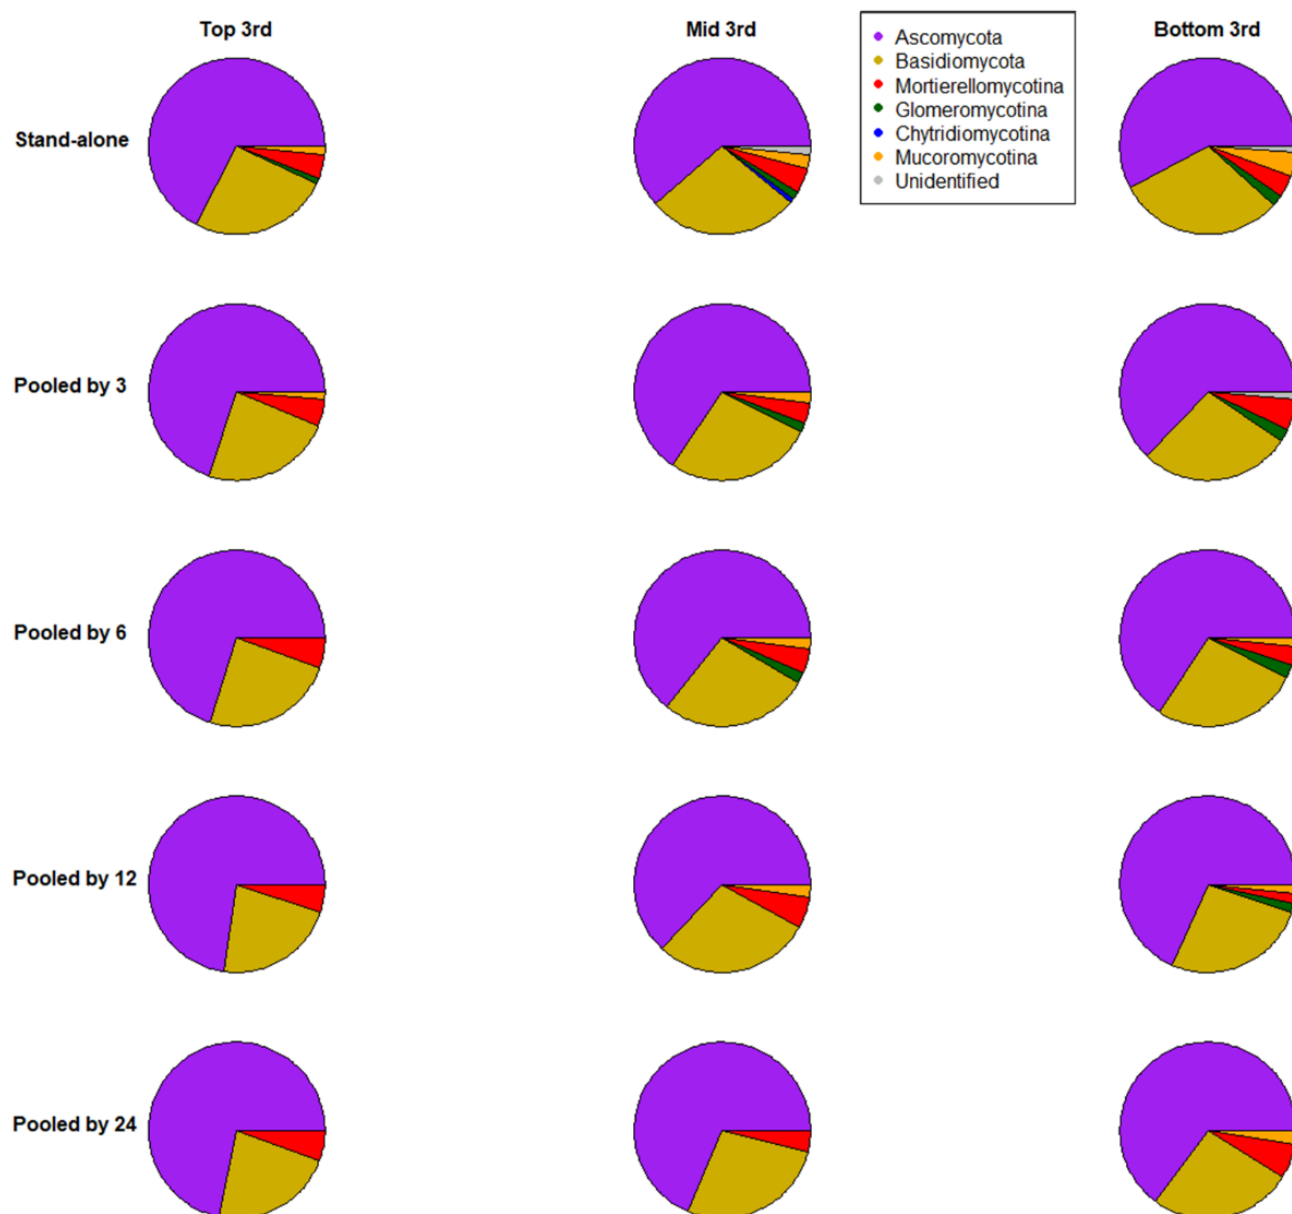 Top 3rd
Mid 3rd
Bottom 3rd
Ascomycota
Basidiomycota
Mortierellomycotina
Glomeromycotina
Chytridiomycotina
Mucoromycotina
Unidentified
Stand-alone
Pooled by 3
Pooled by 6
Pooled by 12
Pooled by 24